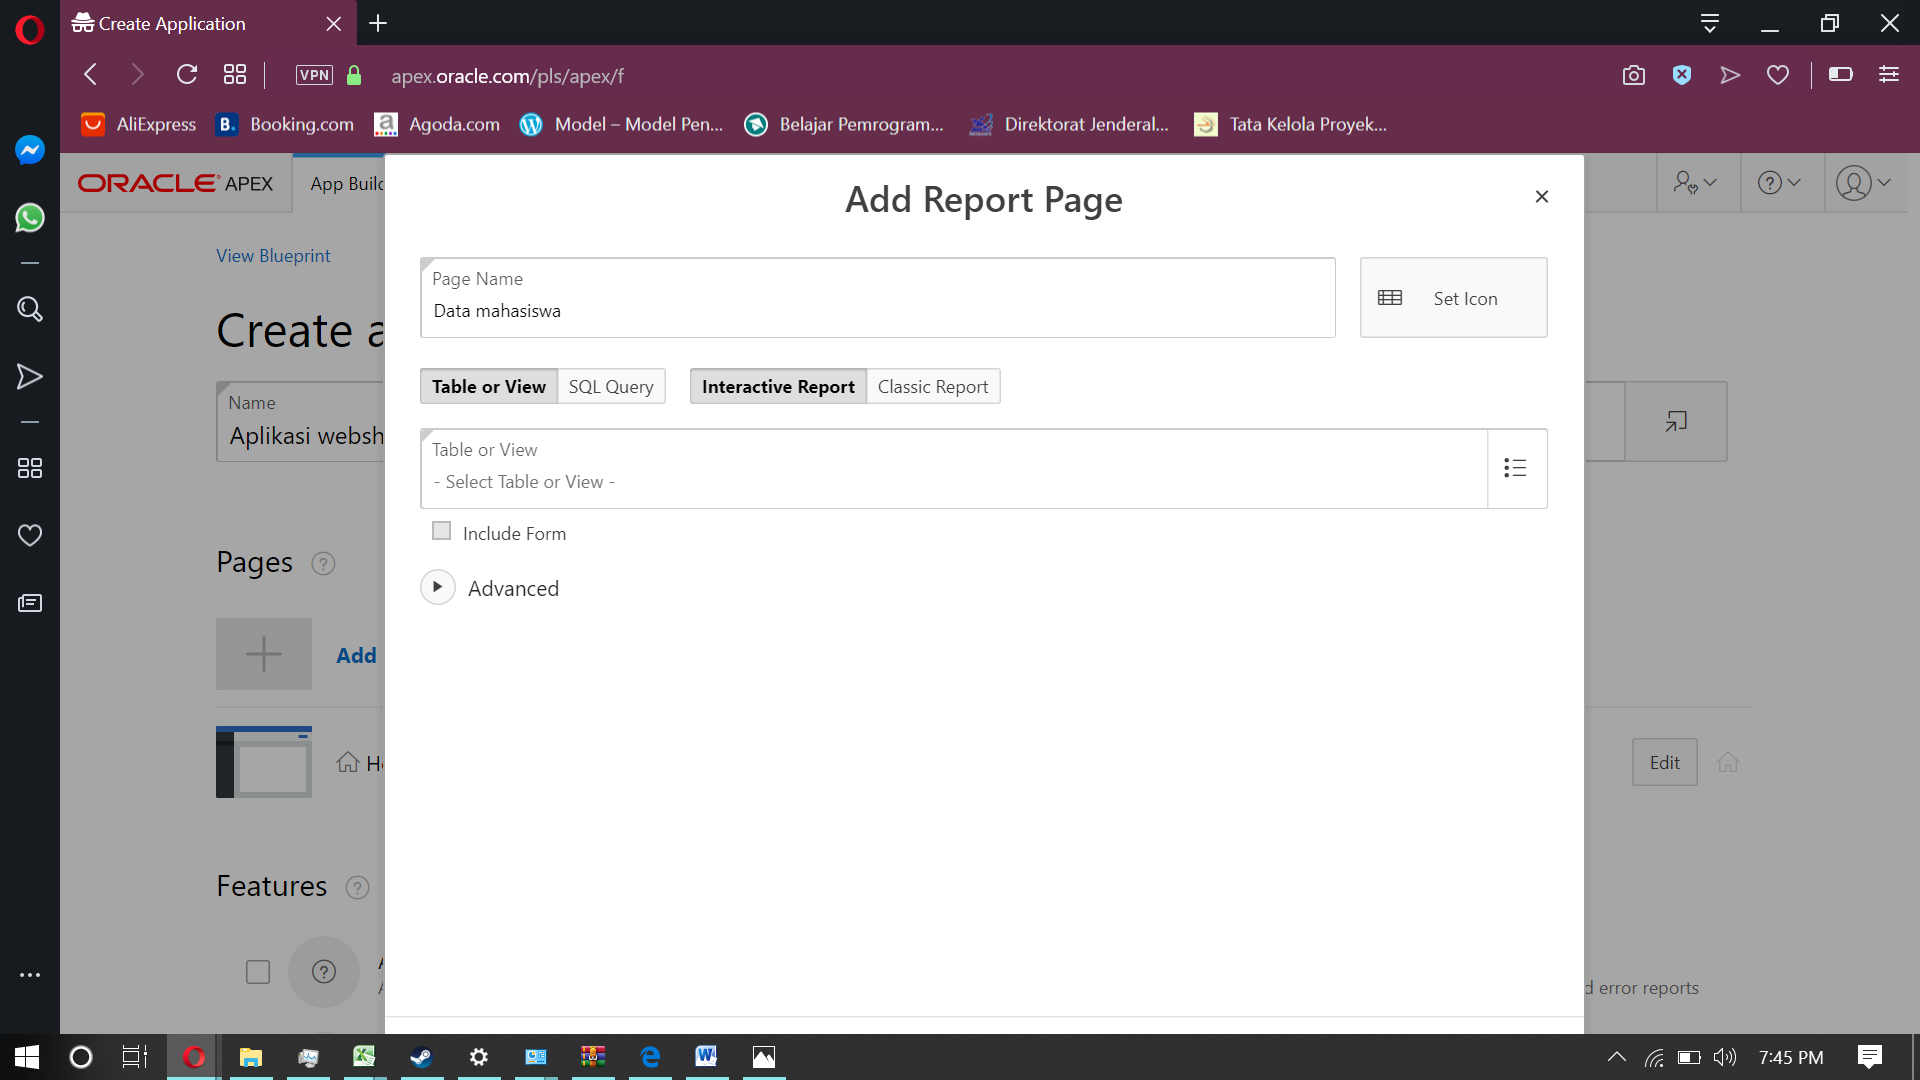 Create Application
VPN
apex.oracle.com/pls/apex/f
AliExpress
B. Booking.com
a Agoda.com
Model – Model Pen...
Belajar Pemrogram...
Direktorat Jenderal...
Tata Kelola Proyek...
ORACLE APEX
App Builc
View Blueprint
Create a
Name
Aplikasi websh
Pages ?
Add
Edit
Features ?
d error reports
Add Report Page
Page Name
Data mahasiswa
Set Icon
Table or View
SQL Query
Interactive Report
Classic Report
Table or View
- Select Table or View -
Include Form
Advanced
7:45 PM